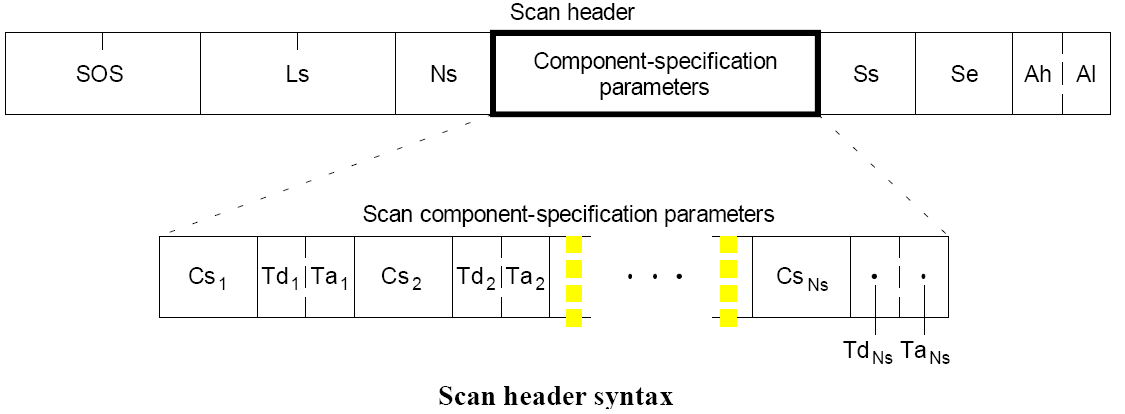 Scan header
SOS Ls Ns Component-specification parameters Ss Se Ah Al
Scan component-specification parameters
Cs1 Td1 Ta1 Cs2 Td2 Ta2 . . . CsNs . .
TdNs TaNs
Scan header syntax